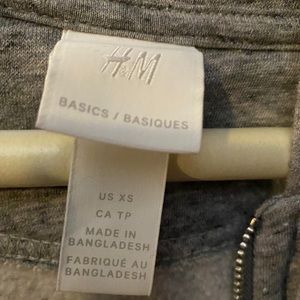 H&M
BASICS / BASIQUES
US XS
CA TP
MADE IN
BANGLADESH
FABRIQUÉ AU
BANGLADESH